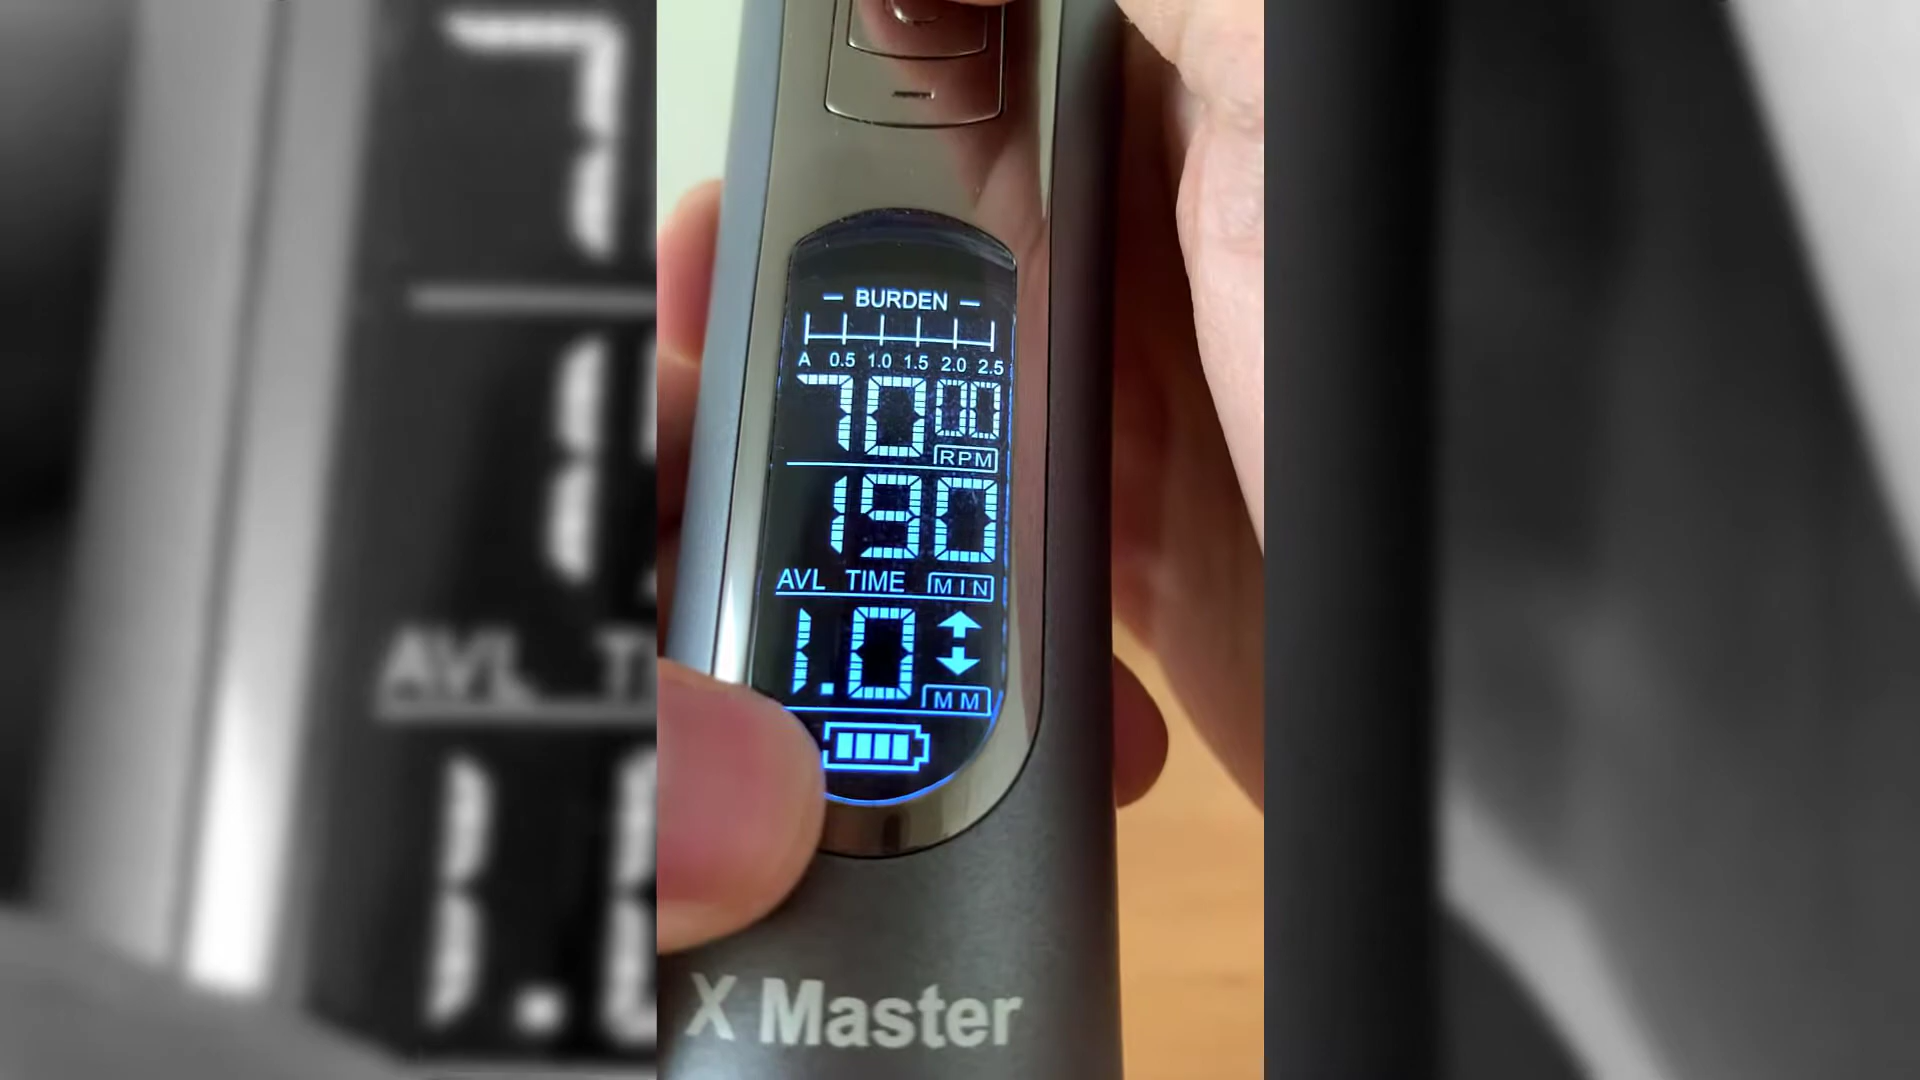 — BURDEN —
A 0.5 1.0 1.5 2.0 2.5
7000
RPM
190
AVL TIME MIN
1.0
MM
X Master